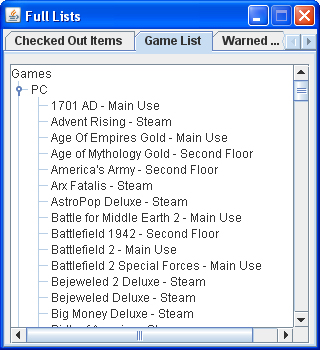 Full Lists
Checked Out Items
Game List
Warned ...
Games
PC
1701 AD - Main Use
Advent Rising - Steam
Age Of Empires Gold - Main Use
Age of Mythology Gold - Second Floor
America's Army - Second Floor
Arx Fatalis - Steam
AstroPop Deluxe - Steam
Battle for Middle Earth 2 - Main Use
Battlefield 1942 - Second Floor
Battlefield 2 - Main Use
Battlefield 2 Special Forces - Main Use
Bejeweled 2 Deluxe - Steam
Bejeweled Deluxe - Steam
Big Money Deluxe - Steam